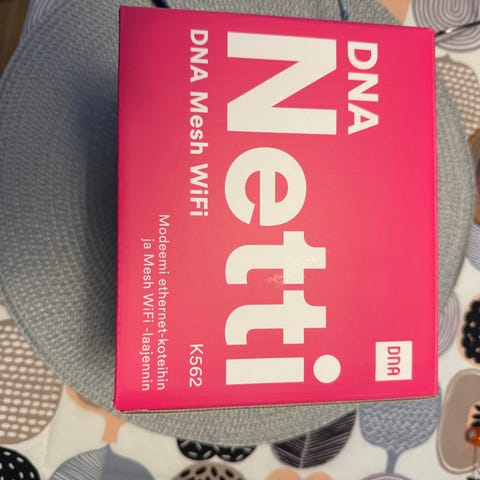 DNA
Netti
DNA Mesh WiFi
Modeemi ethernet-koteihin
ja Mesh WiFi -laajennin
K562
DNA